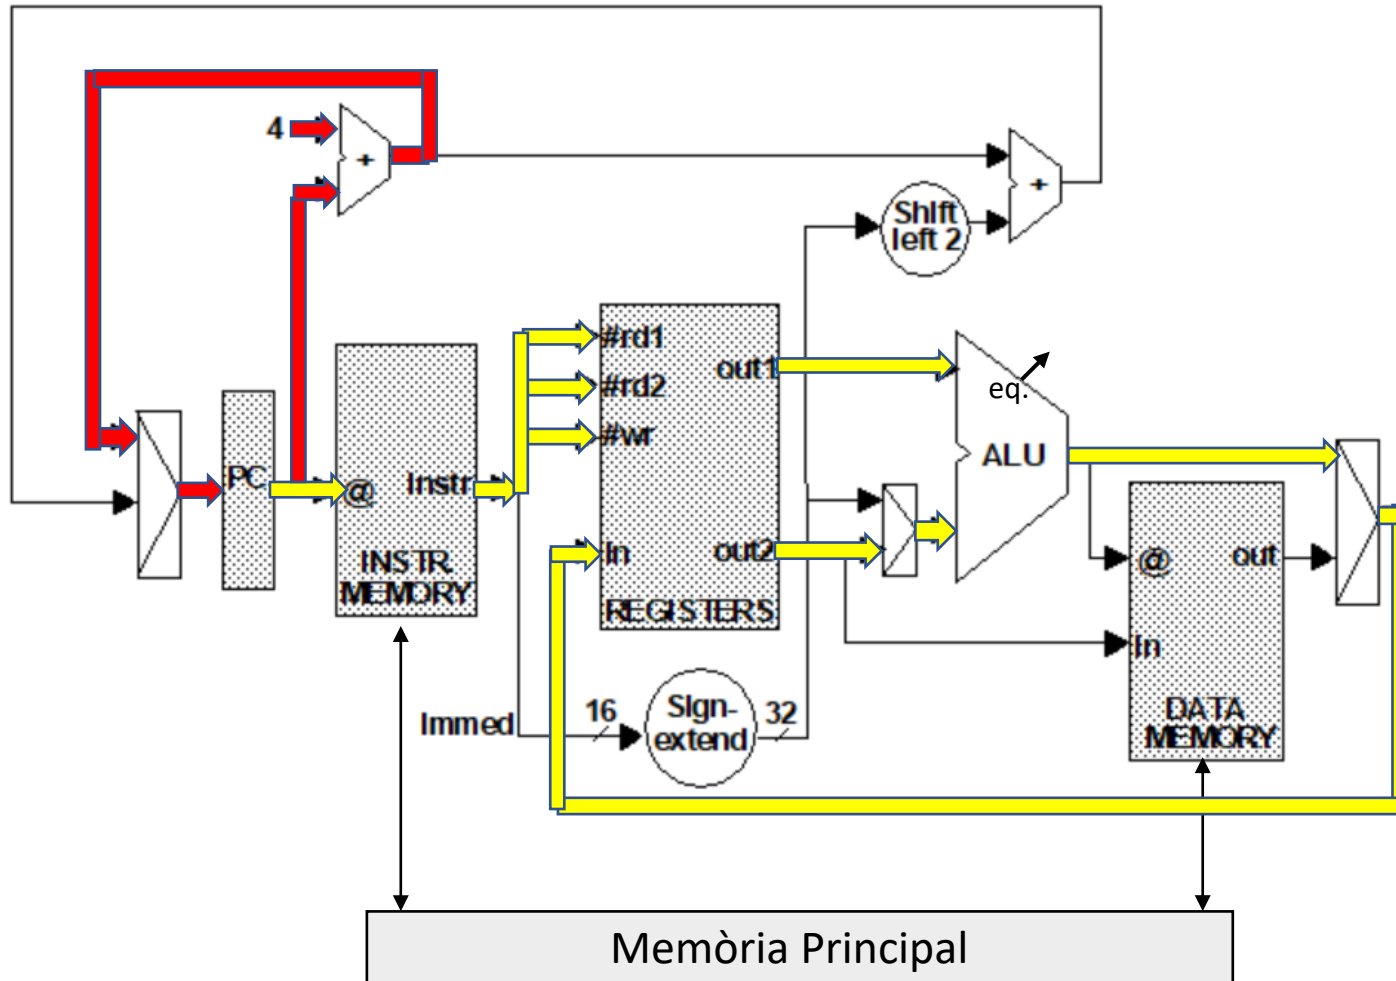 4
+
+
Shift
left 2
#rd1
#rd2
#wr
In
out1
out2
REGISTERS
eq.
ALU
PC
@
Instr
INSTR.
MEMORY
@
out
In
DATA
MEMORY
Immed
16
Sign-
extend
32
Memòria Principal